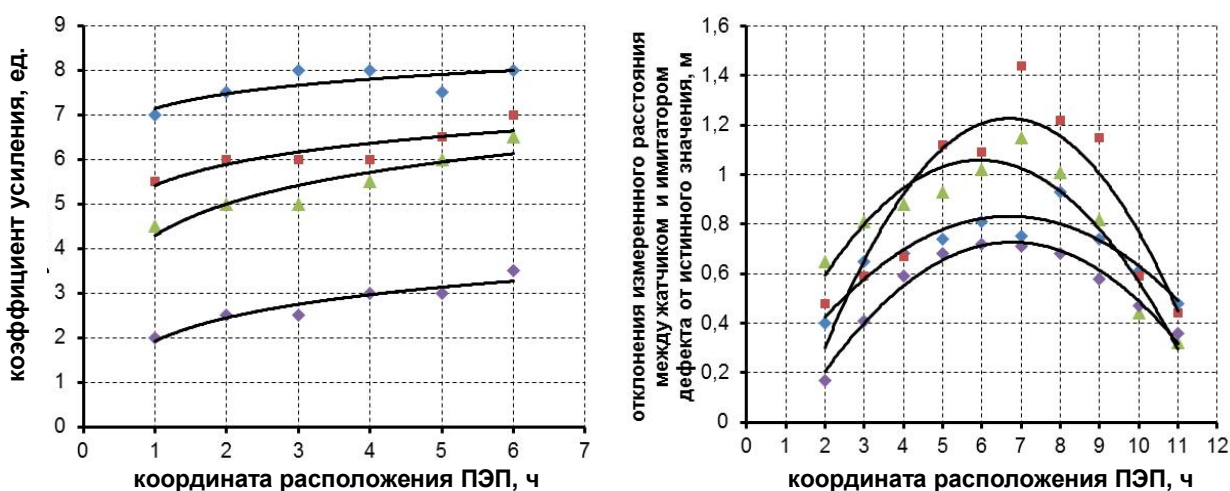 9
8
7
6
5
4
3
2
1
0
0 1 2 3 4 5 6 7
коэффициент усиления, ед.
координата расположения ПЭП, ч
1,6
1,4
1,2
1
0,8
0,6
0,4
0,2
0
0 1 2 3 4 5 6 7 8 9 10 11 12
отклонения измереннного расстояния
между жатчиком и имитатором
дефекта от истинного значения, м
координата расположения ПЭП, ч